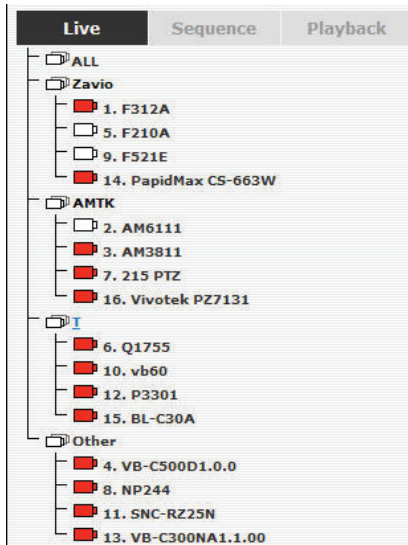 Live Sequence Playback
ALL
Zavio
1. F312A
5. F210A
9. F521E
14. PapidMax CS-663W
AMTK
2. AM6111
3. AM3811
7. 215 PTZ
16. Vivotek PZ7131
T
6. Q1755
10. vb60
12. P3301
15. BL-C30A
Other
4. VB-C500D1.0.0
8. NP244
11. SNC-RZ25N
13. VB-C300NA1.1.00